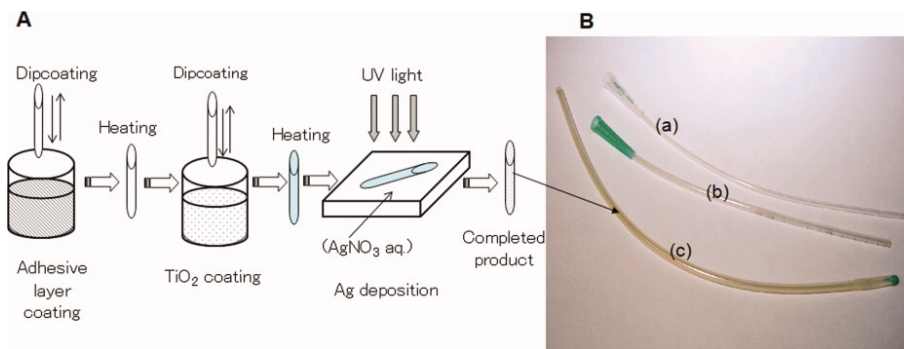 A
Dipcoating
Heating
Adhesive
layer
coating
Dipcoating
TiO2 coating
Heating
UV light
(AgNO3 aq.)
Ag deposition
Completed
product
B
(a)
(b)
(c)